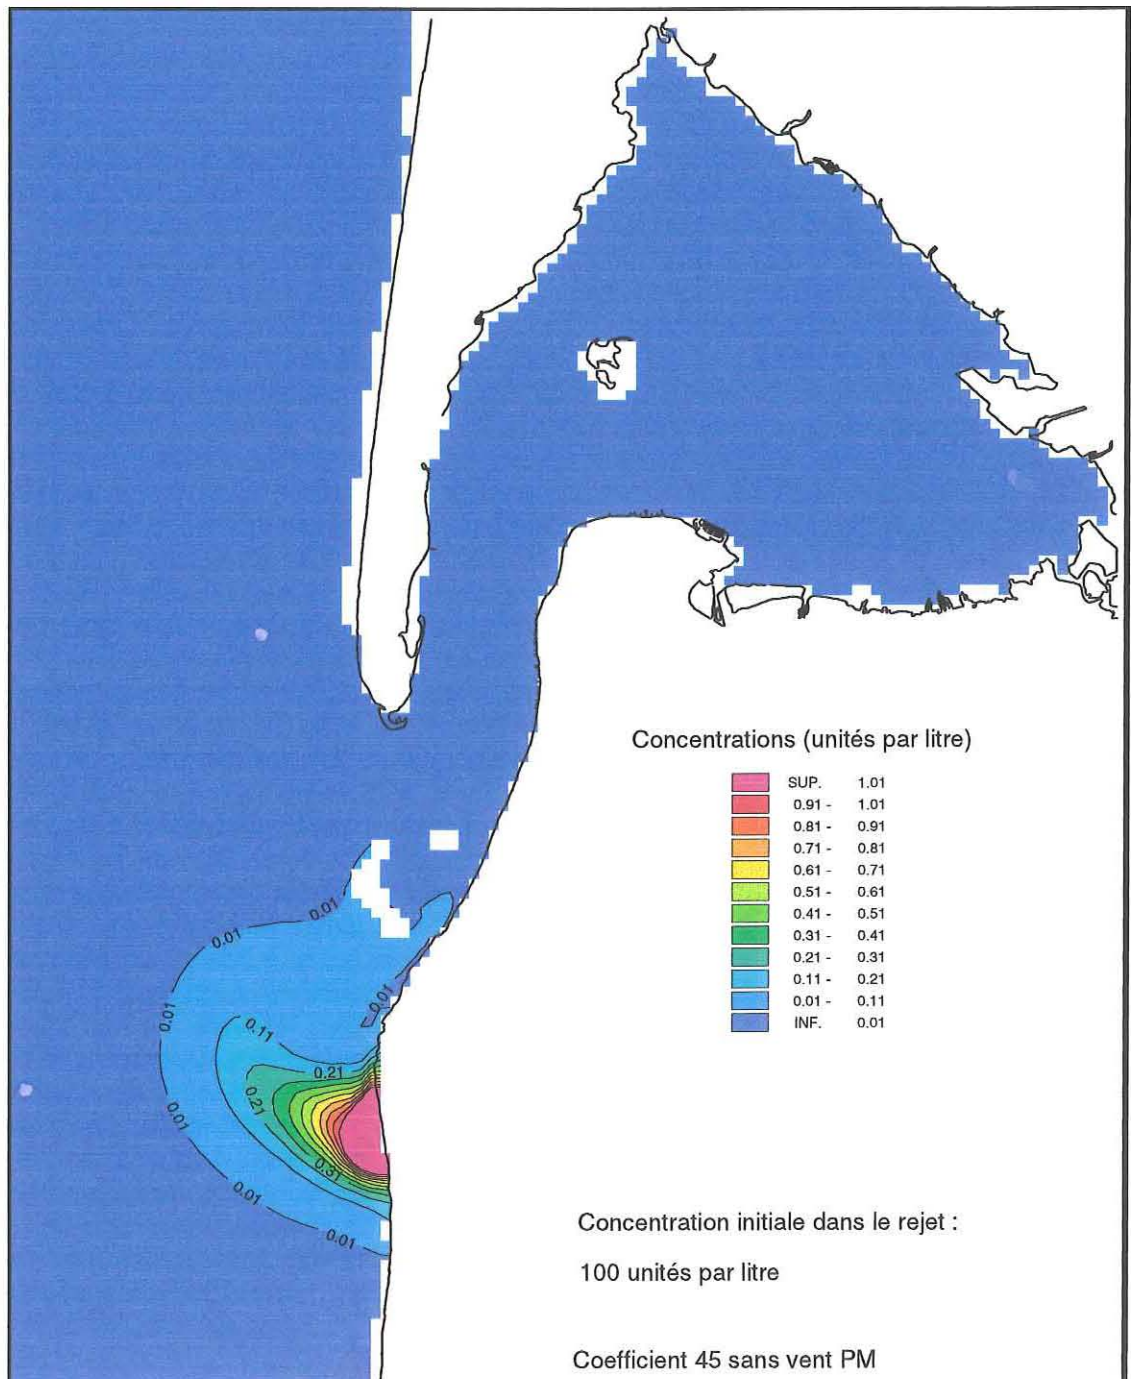 Concentrations (unités par litre)
SUP. 1.01
0.91 - 1.01
0.81 - 0.91
0.71 - 0.81
0.61 - 0.71
0.51 - 0.61
0.41 - 0.51
0.31 - 0.41
0.21 - 0.31
0.11 - 0.21
0.01 - 0.11
INF. 0.01
0.01
0.01
0.01
0.01
0.11
0.21
0.21
0.01
0.31
0.01
0.01
Concentration initiale dans le rejet :
100 unités par litre
Coefficient 45 sans vent PM